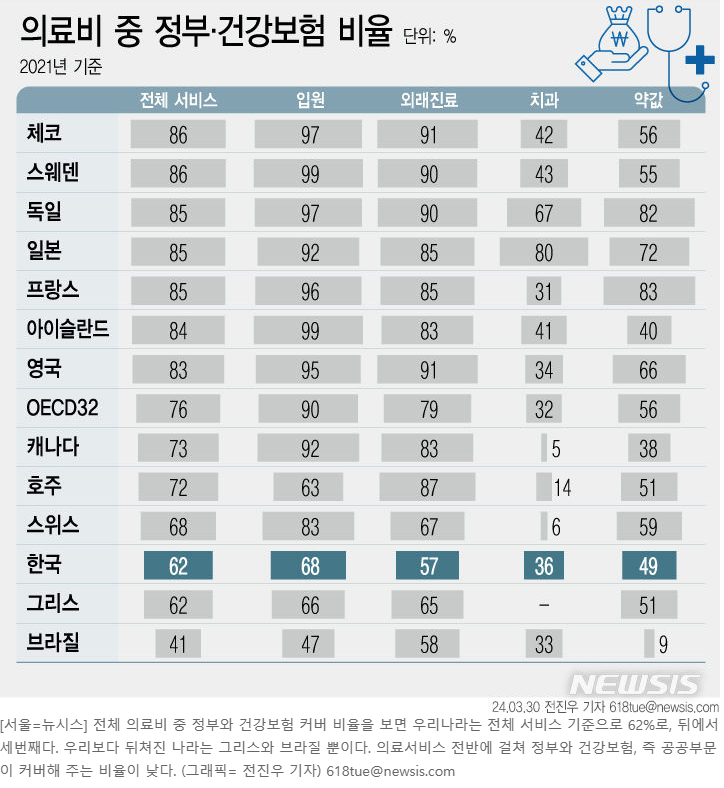 의료비 중 정부·건강보험 비율 단위: %
2021년 기준
₩
전체 서비스 입원 외래진료 치과 약값
체코 86 97 91 42 56
스웨덴 86 99 90 43 55
독일 85 97 90 67 82
일본 85 92 85 80 72
프랑스 85 96 85 31 83
아이슬란드 84 99 83 41 40
영국 83 95 91 34 66
OECD32 76 90 79 32 56
캐나다 73 92 83 5 38
호주 72 63 87 14 51
스위스 68 83 67 6 59
한국 62 68 57 36 49
그리스 62 66 65 – 51
브라질 41 47 58 33 9
NEWSIS
24.03.30 전진우 기자 618tue@newsis.com
[서울=뉴시스] 전체 의료비 중 정부와 건강보험 커버 비율을 보면 우리나라는 전체 서비스 기준으로 62%로, 뒤에서
세번째다. 우리보다 뒤쳐진 나라는 그리스와 브라질 뿐이다. 의료서비스 전반에 걸쳐 정부와 건강보험, 즉 공공부문
이 커버해 주는 비율이 낮다. (그래픽= 전진우 기자) 618tue@newsis.com